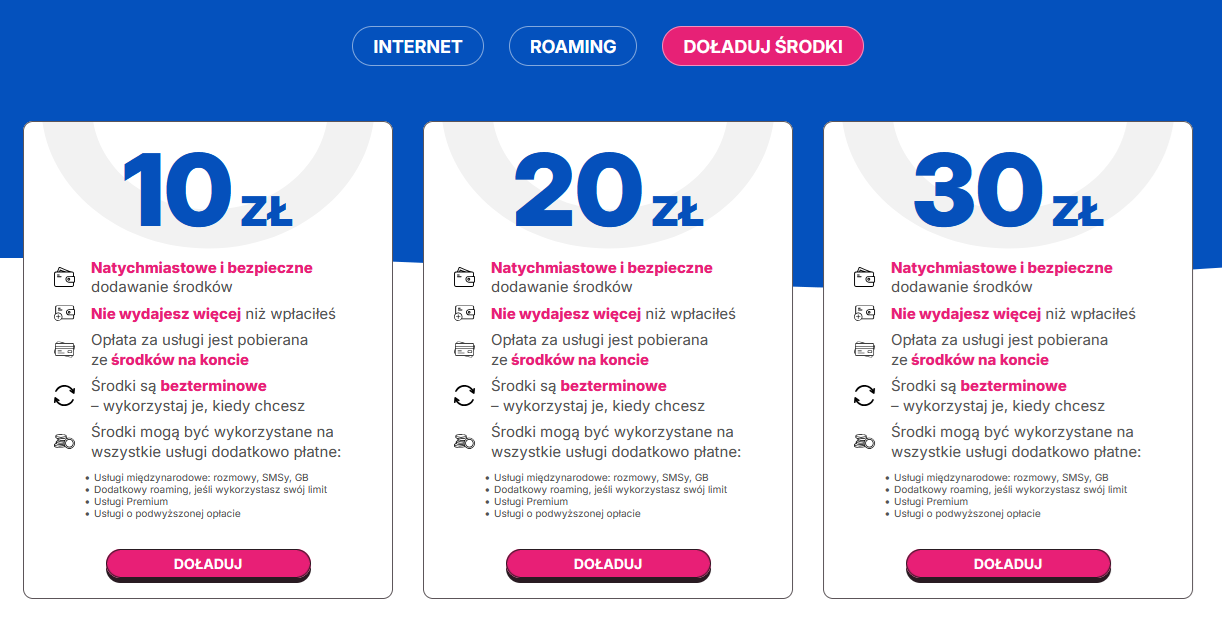 INTERNET
ROAMING
DOŁADUJ ŚRODKI
10 ZŁ
Natychmiastowe i bezpieczne
dodawanie środków
Nie wydajesz więcej niż wpłaciłeś
Opłata za usługi jest pobierana
ze środków na koncie
Środki są bezterminowe
– wykorzystaj je, kiedy chcesz
Środki mogą być wykorzystane na
wszystkie usługi dodatkowo płatne:
• Usługi międzynarodowe: rozmowy, SMSy, GB
• Dodatkowy roaming, jeśli wykorzystasz swój limit
• Usługi Premium
• Usługi o podwyższonej opłacie
DOŁADUJ
20 ZŁ
Natychmiastowe i bezpieczne
dodawanie środków
Nie wydajesz więcej niż wpłaciłeś
Opłata za usługi jest pobierana
ze środków na koncie
Środki są bezterminowe
– wykorzystaj je, kiedy chcesz
Środki mogą być wykorzystane na
wszystkie usługi dodatkowo płatne:
• Usługi międzynarodowe: rozmowy, SMSy, GB
• Dodatkowy roaming, jeśli wykorzystasz swój limit
• Usługi Premium
• Usługi o podwyższonej opłacie
DOŁADUJ
30 ZŁ
Natychmiastowe i bezpieczne
dodawanie środków
Nie wydajesz więcej niż wpłaciłeś
Opłata za usługi jest pobierana
ze środków na koncie
Środki są bezterminowe
– wykorzystaj je, kiedy chcesz
Środki mogą być wykorzystane na
wszystkie usługi dodatkowo płatne:
• Usługi międzynarodowe: rozmowy, SMSy, GB
• Dodatkowy roaming, jeśli wykorzystasz swój limit
• Usługi Premium
• Usługi o podwyższonej opłacie
DOŁADUJ